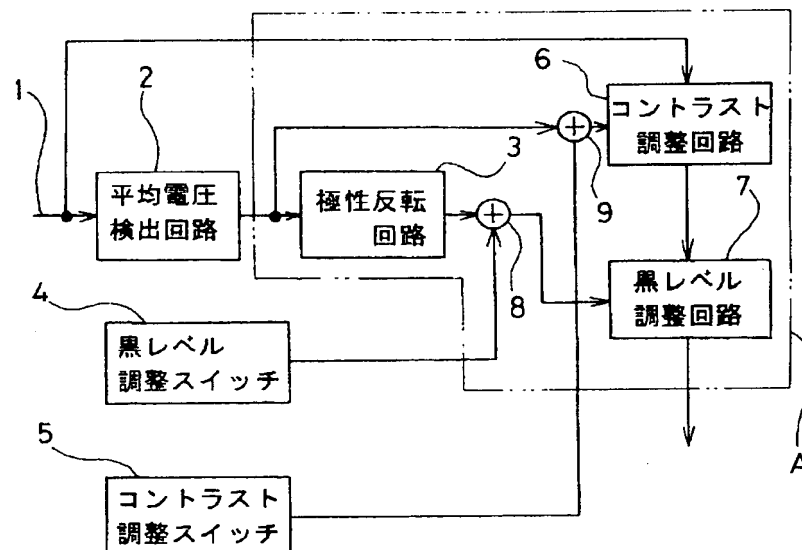 1
2
平均電圧
検出回路
3
極性反転
回路
6
コントラスト
調整回路
9
8
7
黒レベル
調整回路
4
黒レベル
調整スイッチ
5
コントラスト
調整スイッチ
A